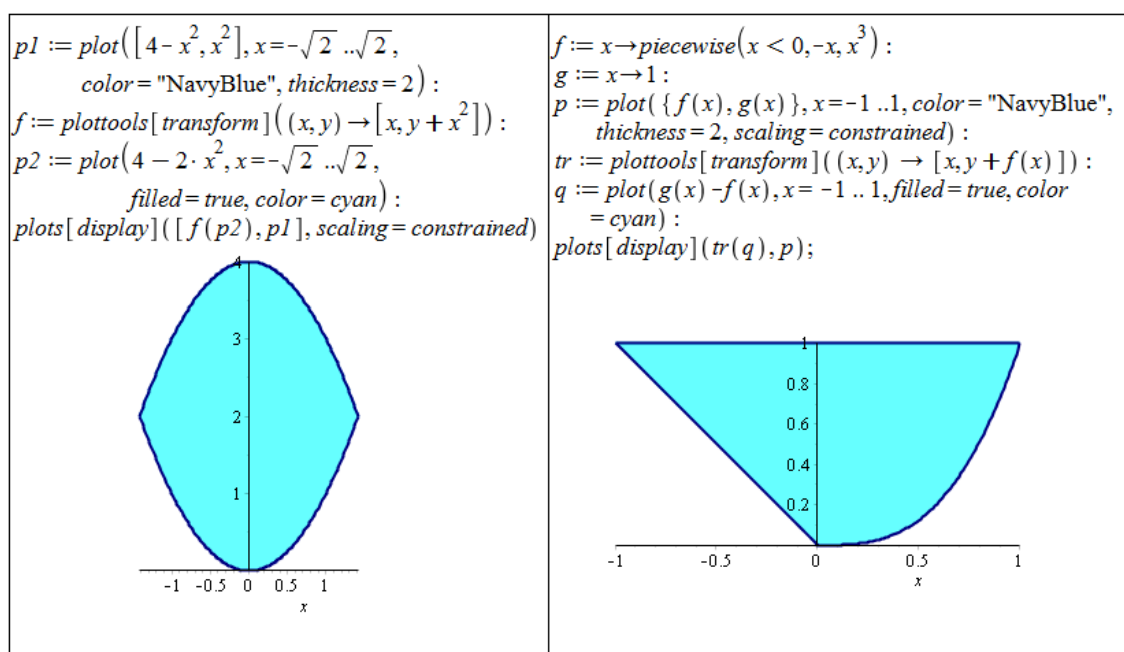 p1 := plot([4-x², x²], x=-√2 ..√2,
color="NavyBlue", thickness=2) :
f := plottools[transform]((x, y)→[x, y+x²]) :
p2 := plot(4-2·x², x=-√2 ..√2,
filled=true, color=cyan) :
plots[display]([f(p2), p1], scaling=constrained)
4
3
2
1
-1 -0.5 0 0.5 1
x
f := x→piecewise(x < 0, -x, x³) :
g := x→1 :
p := plot( {f(x), g(x)}, x=-1 ..1, color="NavyBlue",
thickness=2, scaling=constrained) :
tr := plottools[transform]((x,y) → [x, y+f(x)]) :
q := plot(g(x)-f(x), x= -1 .. 1, filled=true, color
=cyan) :
plots[display](tr(q), p);
1
0.8
0.6
0.4
0.2
-1 -0.5 0 0.5 1
x